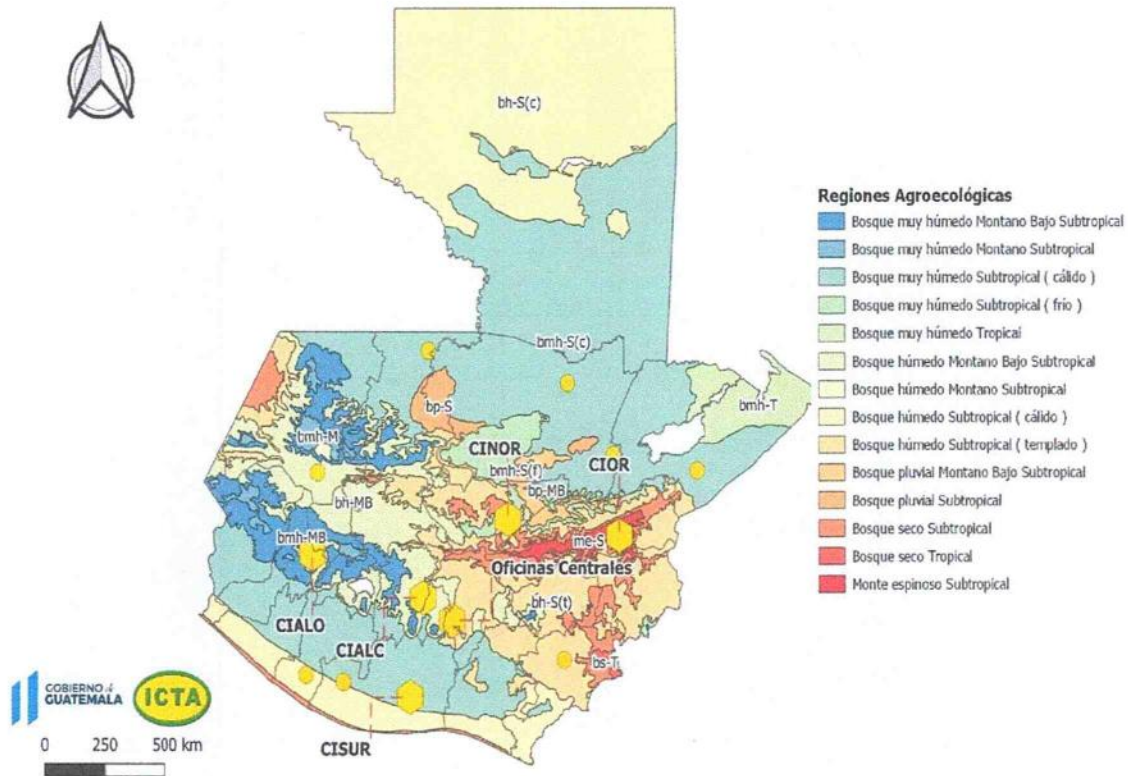 bh-S(c)
Regiones Agroecológicas
Bosque muy húmedo Montano Bajo Subtropical
Bosque muy húmedo Montano Subtropical
Bosque muy húmedo Subtropical ( cálido )
Bosque muy húmedo Subtropical ( frío )
Bosque muy húmedo Tropical
Bosque húmedo Montano Bajo Subtropical
Bosque húmedo Montano Subtropical
Bosque húmedo Subtropical ( cálido )
Bosque húmedo Subtropical ( templado )
Bosque pluvial Montano Bajo Subtropical
Bosque pluvial Subtropical
Bosque seco Subtropical
Bosque seco Tropical
Monte espinoso Subtropical
bmh-S(c)
bp-S
bmh-T
bmh-M
CINOR
bmh-S(f)
CIOR
bp-MB
bh-MB
bmh-MB
me-S
Oficinas Centrales
bh-S(t)
CIALO
CIALC
bs-T
GOBIERNO de
GUATEMALA
ICTA
0 250 500 km
CISUR